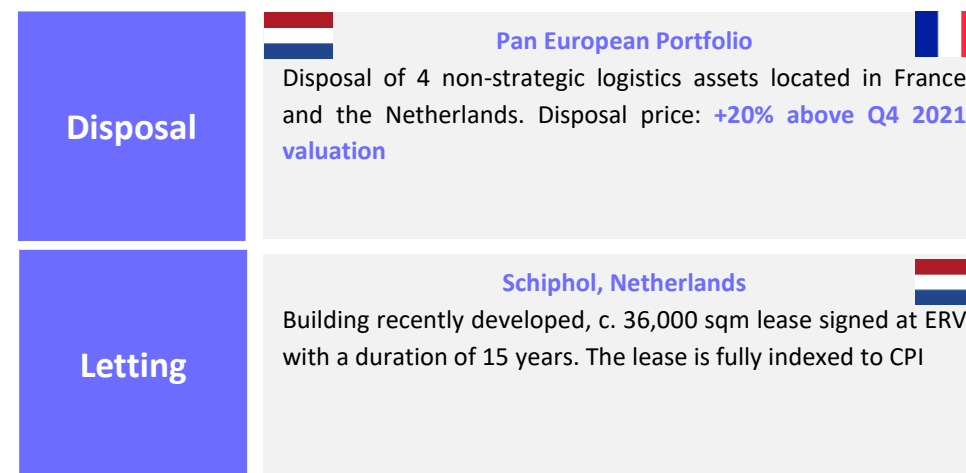 Disposal
Pan European Portfolio
Disposal of 4 non-strategic logistics assets located in France
and the Netherlands. Disposal price: +20% above Q4 2021
valuation
Letting
Schiphol, Netherlands
Building recently developed, c. 36,000 sqm lease signed at ERV
with a duration of 15 years. The lease is fully indexed to CPI